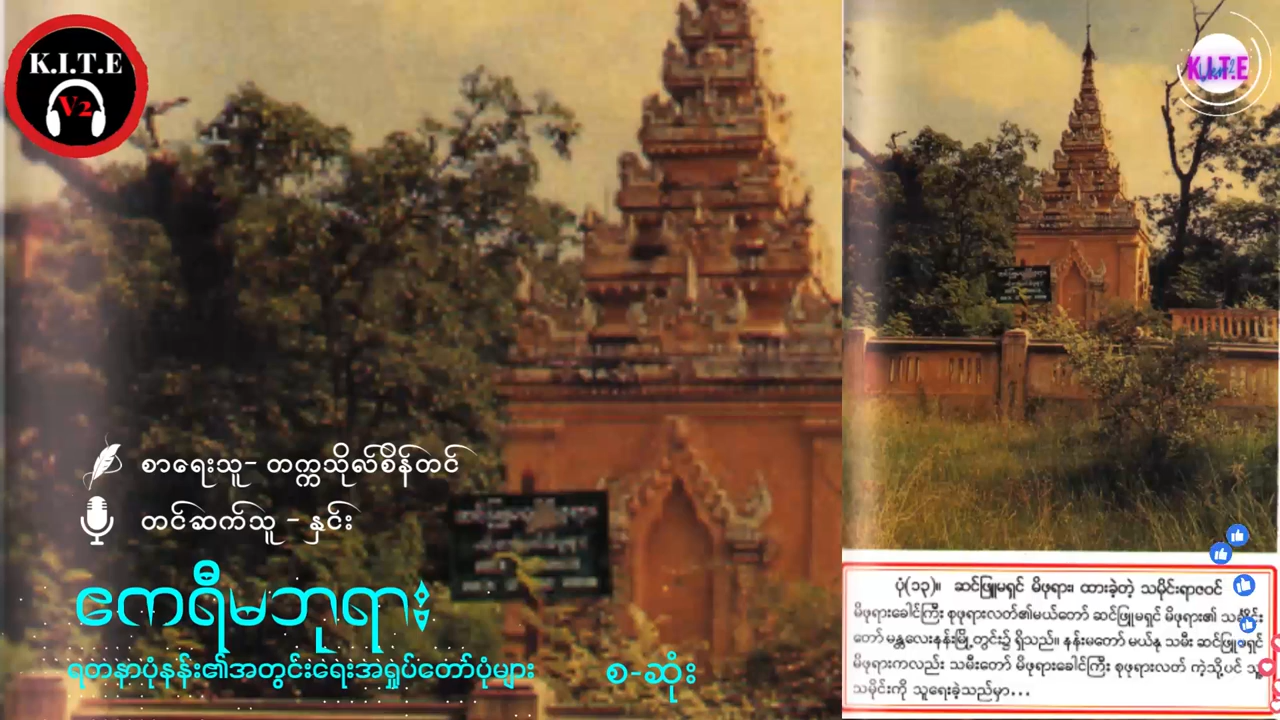 K.I.T.E
V2
စာရေးသူ- တက္ကသိုလ်စိန်တင်
တင်ဆက်သူ - နှင်း
ဧကရီမဘုရား
ရတနာပုံနန်း၏အတွင်းရေးအရှုပ်တော်ပုံများ
စ-ဆုံး
K.I.T.E
ပုံ(၁၃)။ ဆင်ဖြူမရှင် မိဖုရား ထားခဲ့တဲ့ သမိုင်းရာဇဝင်
မိဖုရားခေါင်ကြီး စုဖုရားလတ်၏မယ်တော် ဆင်ဖြူမရှင် မိဖုရား၏
တော် မန္တလေးနန်းမြို့တွင်း၌ ရှိသည်။ နန်းမတော် မယ်နု သမီး ဆင်ဖြူမရှင်
မိဖုရားကလည်း သမီးတော် မိဖုရားခေါင်ကြီး စုဖုရားလတ် ကဲ့သို့ပင် သူ့
သမိုင်းကို သူရေးခဲ့သည်မှာ...